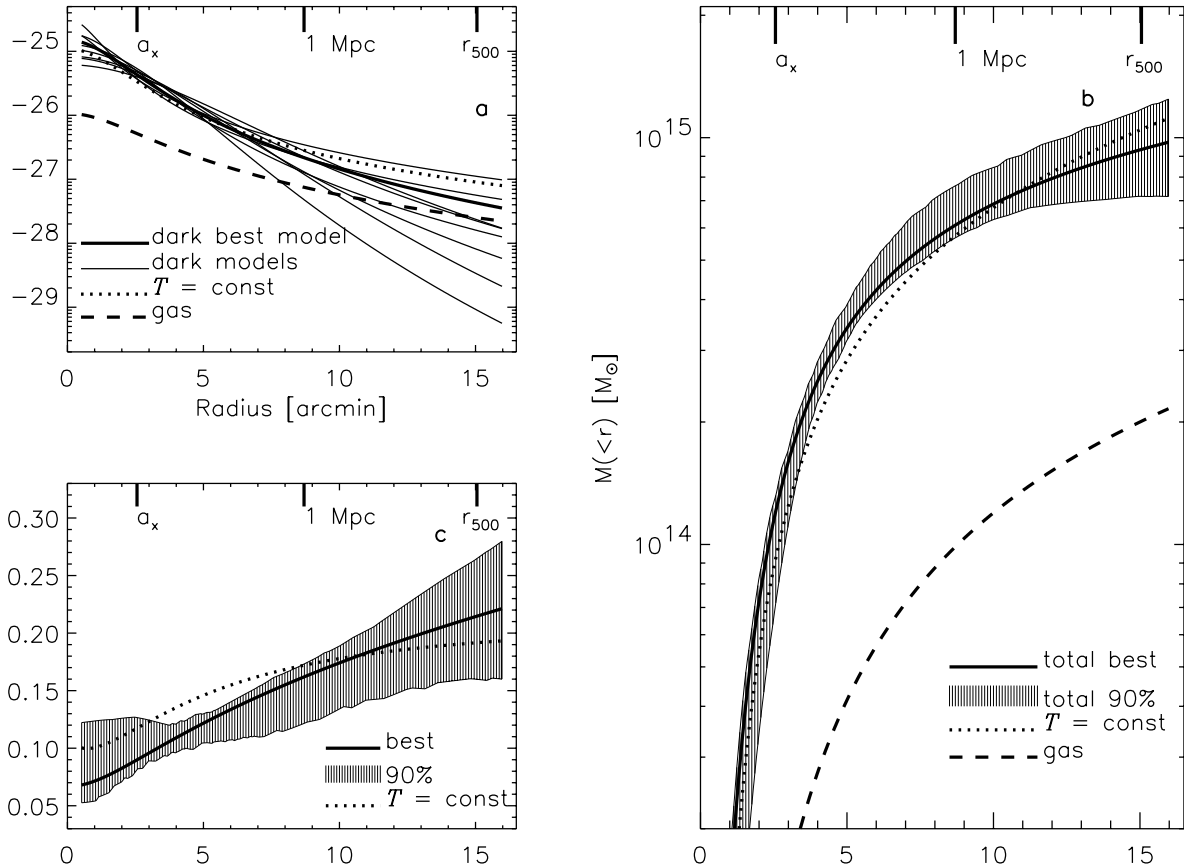 a_x 1 Mpc r_500
a
-25
-26
-27
-28
-29
dark best model
dark models
T = const
gas
0 5 10 15
Radius [arcmin]
a_x 1 Mpc r_500
c
0.30
0.25
0.20
0.15
0.10
0.05
best
90%
T = const
0 5 10 15
a_x 1 Mpc r_500
b
10^15
10^14
M(<r) [M_⊙]
total best
total 90%
T = const
gas
0 5 10 15